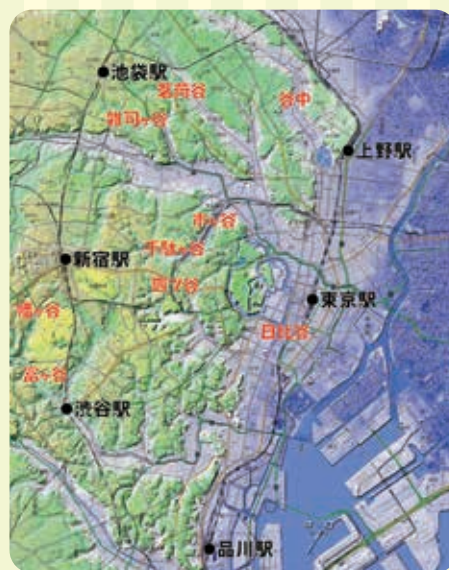 池袋駅
茗荷谷
谷中
雑司ヶ谷
上野駅
市ヶ谷
千駄ヶ谷
新宿駅
四ツ谷
東京駅
幡ヶ谷
日比谷
富ヶ谷
渋谷駅
品川駅